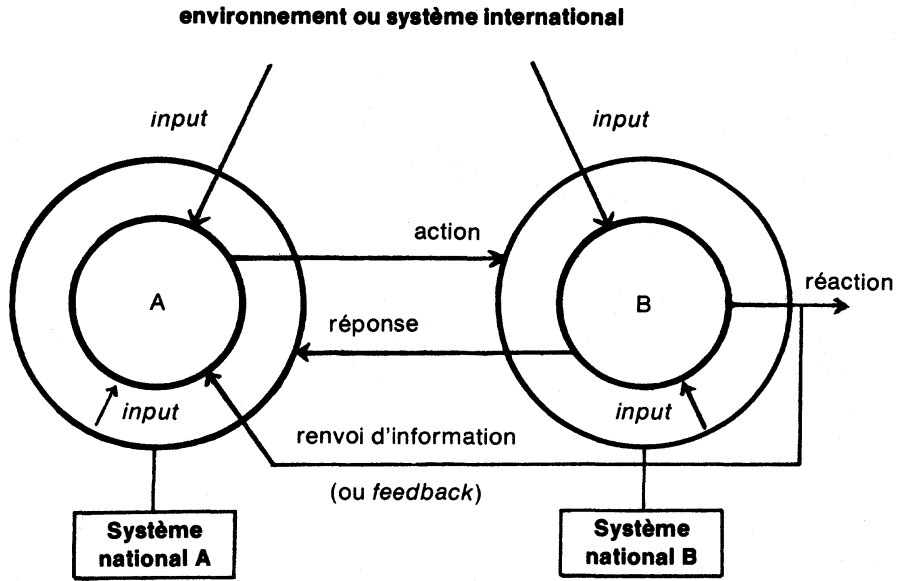 environnement ou système international
input
input
action
A
B
réaction
réponse
input
input
renvoi d'information
(ou feedback)
Système
national A
Système
national B